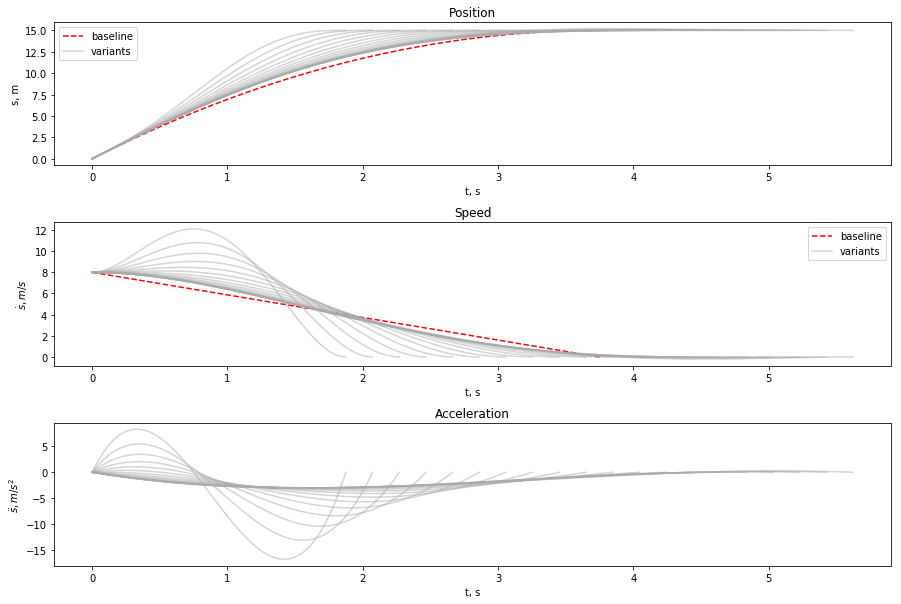 Position
15.0
12.5
10.0
7.5
5.0
2.5
0.0
s, m
baseline
variants
0 1 2 3 4 5
t, s
Speed
12
10
8
6
4
2
0
ṡ, m/s
baseline
variants
0 1 2 3 4 5
t, s
Acceleration
5
0
−5
−10
−15
s̈, m/s²
0 1 2 3 4 5
t, s